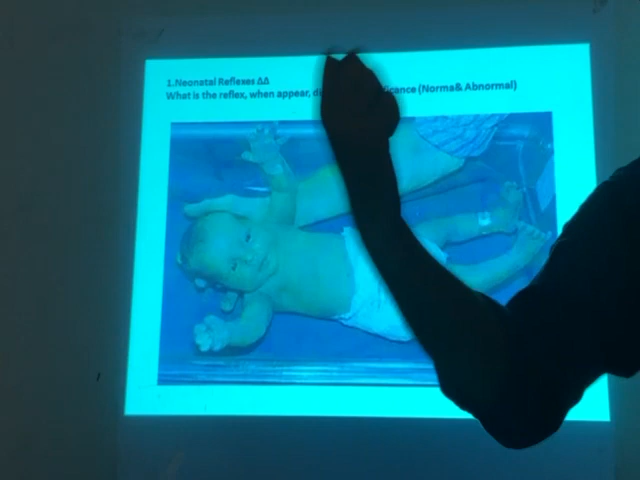 1.Neonatal Reflexes ΔΔ
What is the reflex, when appear, (Norma& Abnormal)